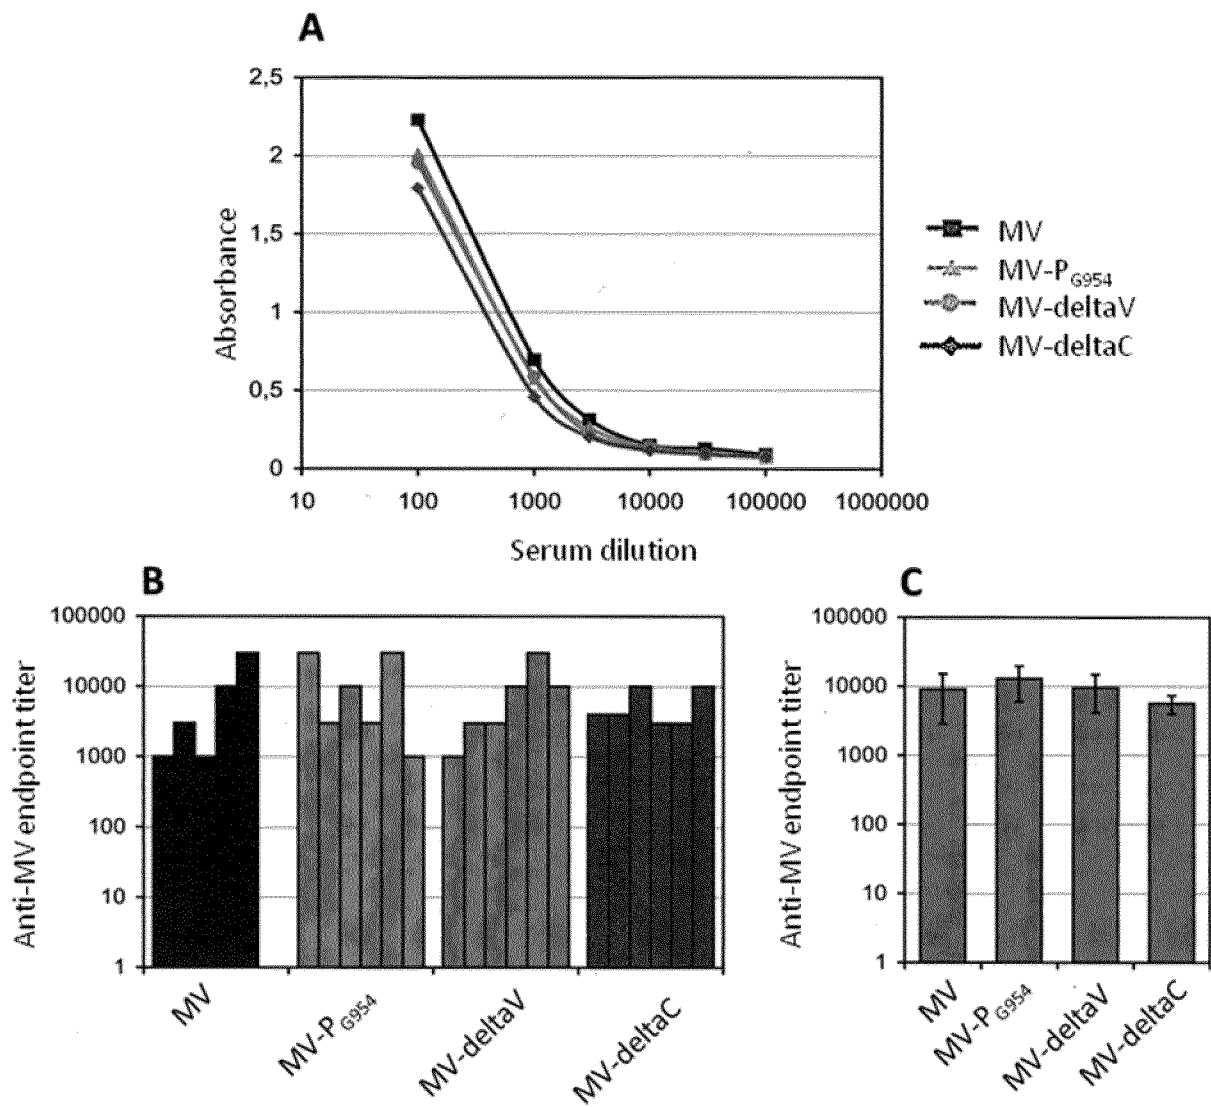 A
2,5
2
1,5
1
0,5
0
Absorbance
10 100 1000 10000 100000 1000000
Serum dilution
MV
MV-PG954
MV-deltaV
MV-deltaC
B
100000
10000
1000
100
10
1
Anti-MV endpoint titer
MV
MV-PG954
MV-deltaV
MV-deltaC
C
100000
10000
1000
100
10
1
Anti-MV endpoint titer
MV
MV-PG954
MV-deltaV
MV-deltaC